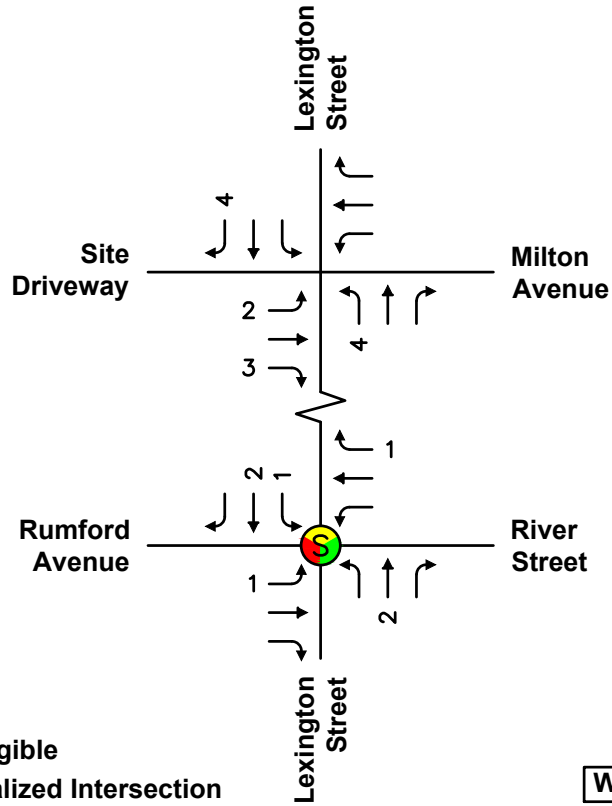 Lexington
Street
4
Site
Driveway
Milton
Avenue
2
3
4
1
2
1
Rumford
Avenue
S
River
Street
1
2
Lexington
Street
gible
alized Intersection
W